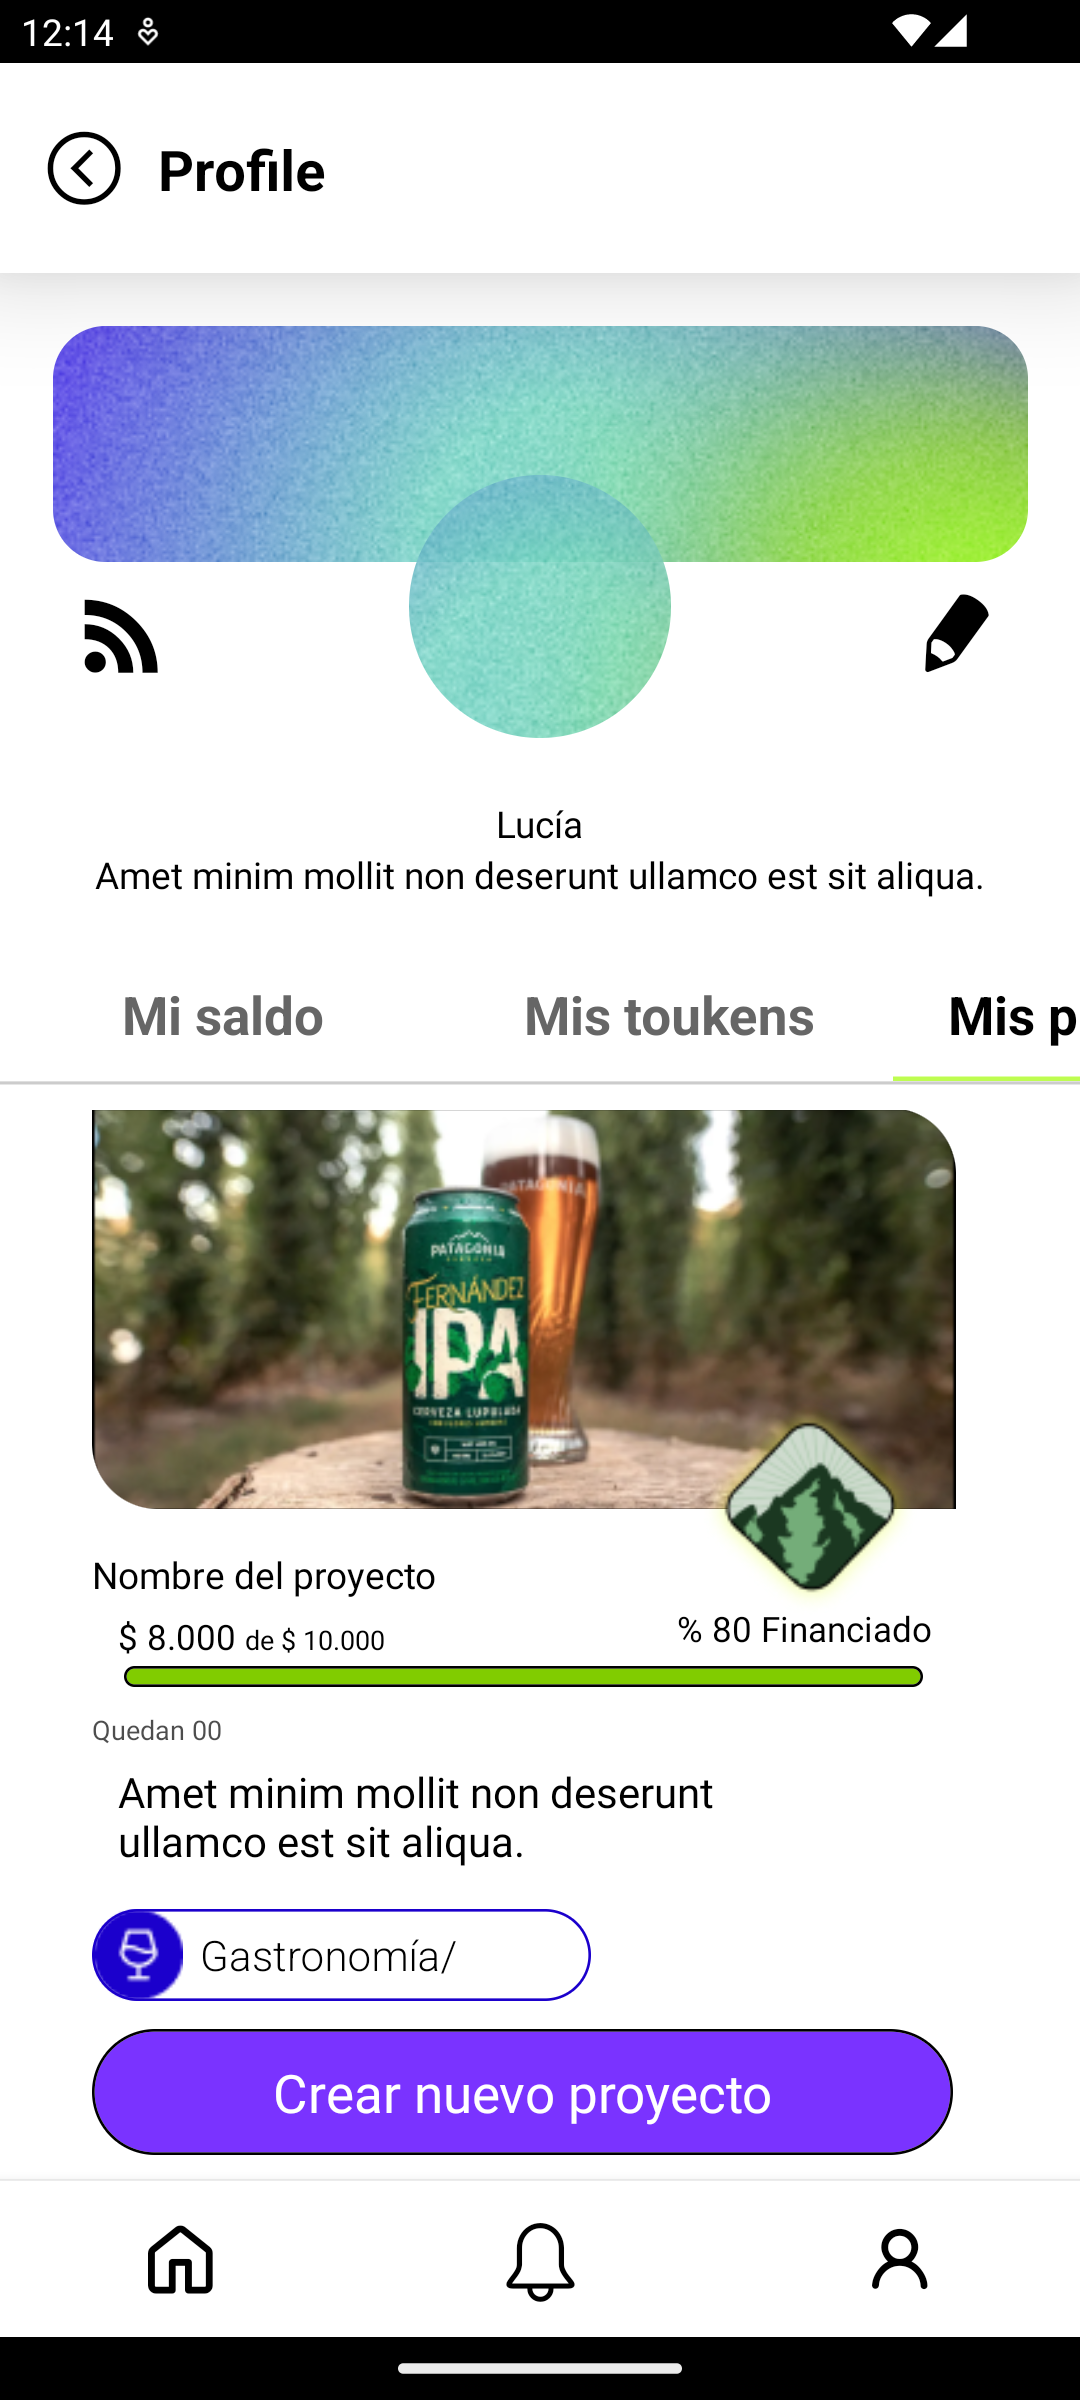 12:14
Profile
Lucía
Amet minim mollit non deserunt ullamco est sit aliqua.
Mi saldo
Mis toukens
Mis p
PATAGONIA
PATAGONIA
FERNÁNDEZ
IPA
CERVEZA LUPULADA
Nombre del proyecto
$ 8.000 de $ 10.000
% 80 Financiado
Quedan 00
Amet minim mollit non deserunt
ullamco est sit aliqua.
Gastronomía/
Crear nuevo proyecto